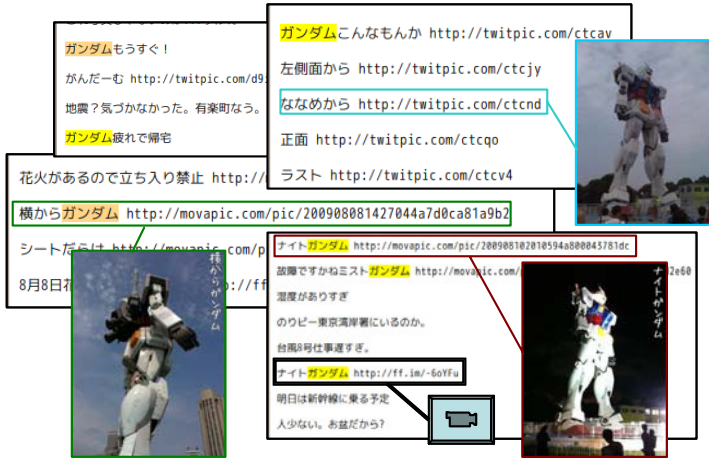 ガンダムもうすぐ！
がんだーむ http://twitpic.com/d9
地震？気づかなかった。有楽町なう。
ガンダム疲れで帰宅
ガンダムこんなもんか http://twitpic.com/ctcav
左側面から http://twitpic.com/ctcjy
ななめから http://twitpic.com/ctcnd
正面 http://twitpic.com/ctcqo
ラスト http://twitpic.com/ctcv4
花火があるので立ち入り禁止 http://
横からガンダム http://movapic.com/pic/200908081427044a7d0ca81a9b2
シートだらけ http://movapic.com/p
8月8日花
横からガンダム
ナイトガンダム http://movapic.com/pic/200908102010594a800043781dc
故障ですかねミストガンダム http://movapic.com/
2e60
湿度がありすぎ
のりピー東京湾岸署にいるのか。
台風8号仕事遅すぎ。
ナイトガンダム http://ff.im/-6oYFu
明日は新幹線に乗る予定
人少ない。お盆だから?
ナイトガンダム